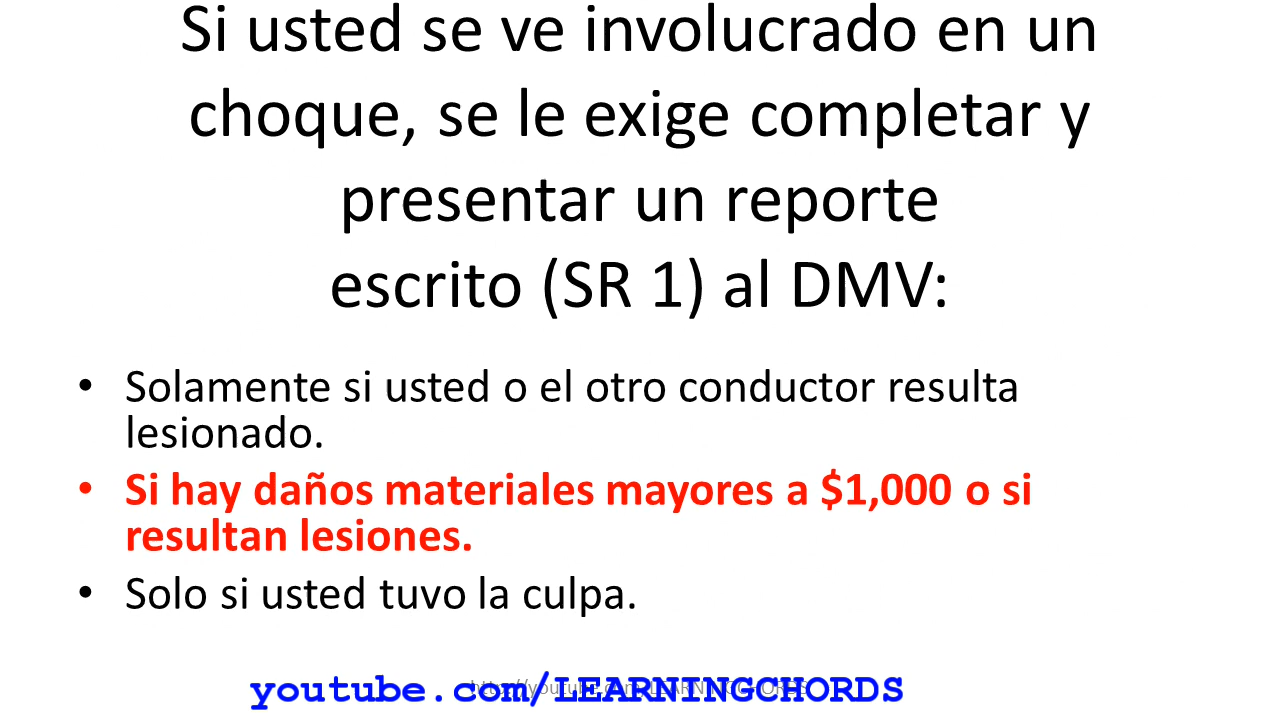 Si usted se ve involucrado en un
choque, se le exige completar y
presentar un reporte
escrito (SR 1) al DMV:
• Solamente si usted o el otro conductor resulta
lesionado.
• Si hay daños materiales mayores a $1,000 o si
resultan lesiones.
• Solo si usted tuvo la culpa.
youtube.com/LEARNINGCHORDS